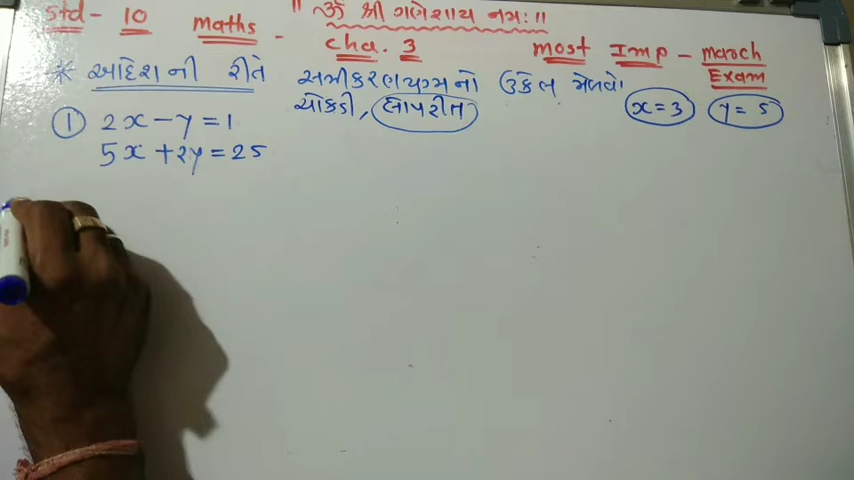 ॥ ૐ શ્રી ગણેશાય નમઃ ॥
std - 10 maths - cha. 3 most Imp - march Exam
* આદેશની રીતે સમીકરણયુગ્મનો ઉકેલ મેળવો
ચોકડી, લોપરીત x = 3 y = 5
① 2x - y = 1
5x + 2y = 25